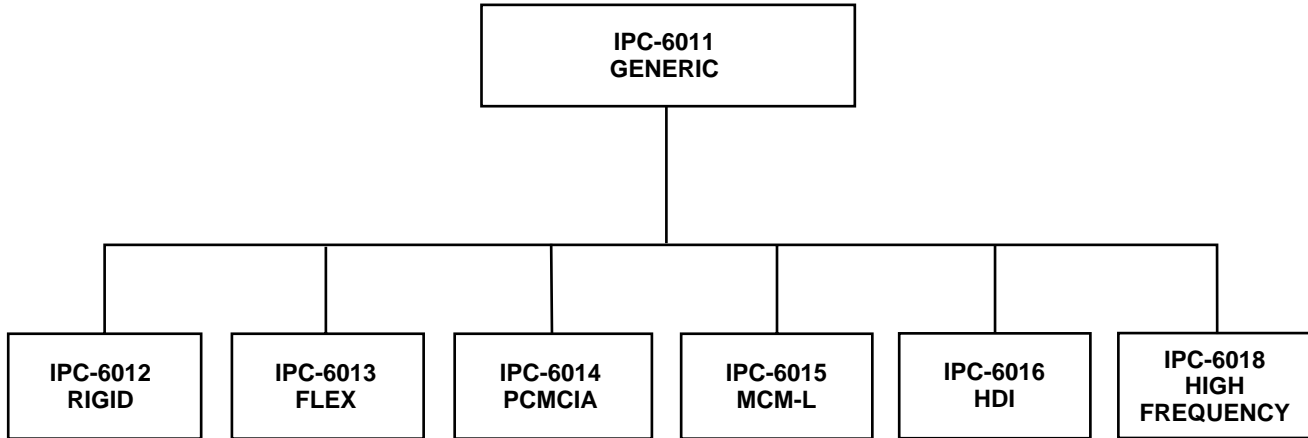 IPC-6011
GENERIC
IPC-6012
RIGID
IPC-6013
FLEX
IPC-6014
PCMCIA
IPC-6015
MCM-L
IPC-6016
HDI
IPC-6018
HIGH
FREQUENCY